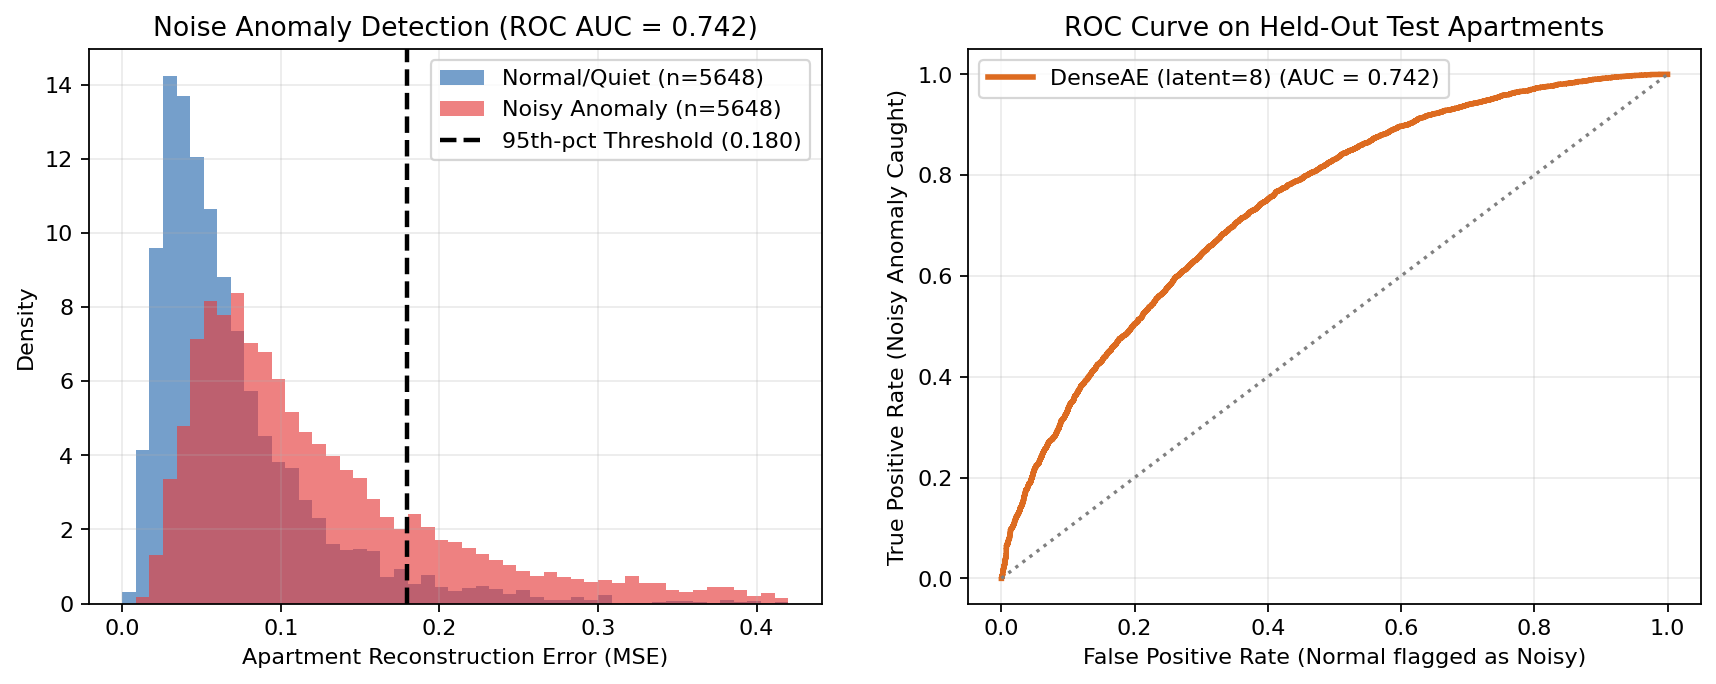 Noise Anomaly Detection (ROC AUC = 0.742)
Normal/Quiet (n=5648)
Noisy Anomaly (n=5648)
95th-pct Threshold (0.180)
Density
14
12
10
8
6
4
2
0
0.0 0.1 0.2 0.3 0.4
Apartment Reconstruction Error (MSE)
ROC Curve on Held-Out Test Apartments
DenseAE (latent=8) (AUC = 0.742)
True Positive Rate (Noisy Anomaly Caught)
1.0
0.8
0.6
0.4
0.2
0.0
0.0 0.2 0.4 0.6 0.8 1.0
False Positive Rate (Normal flagged as Noisy)